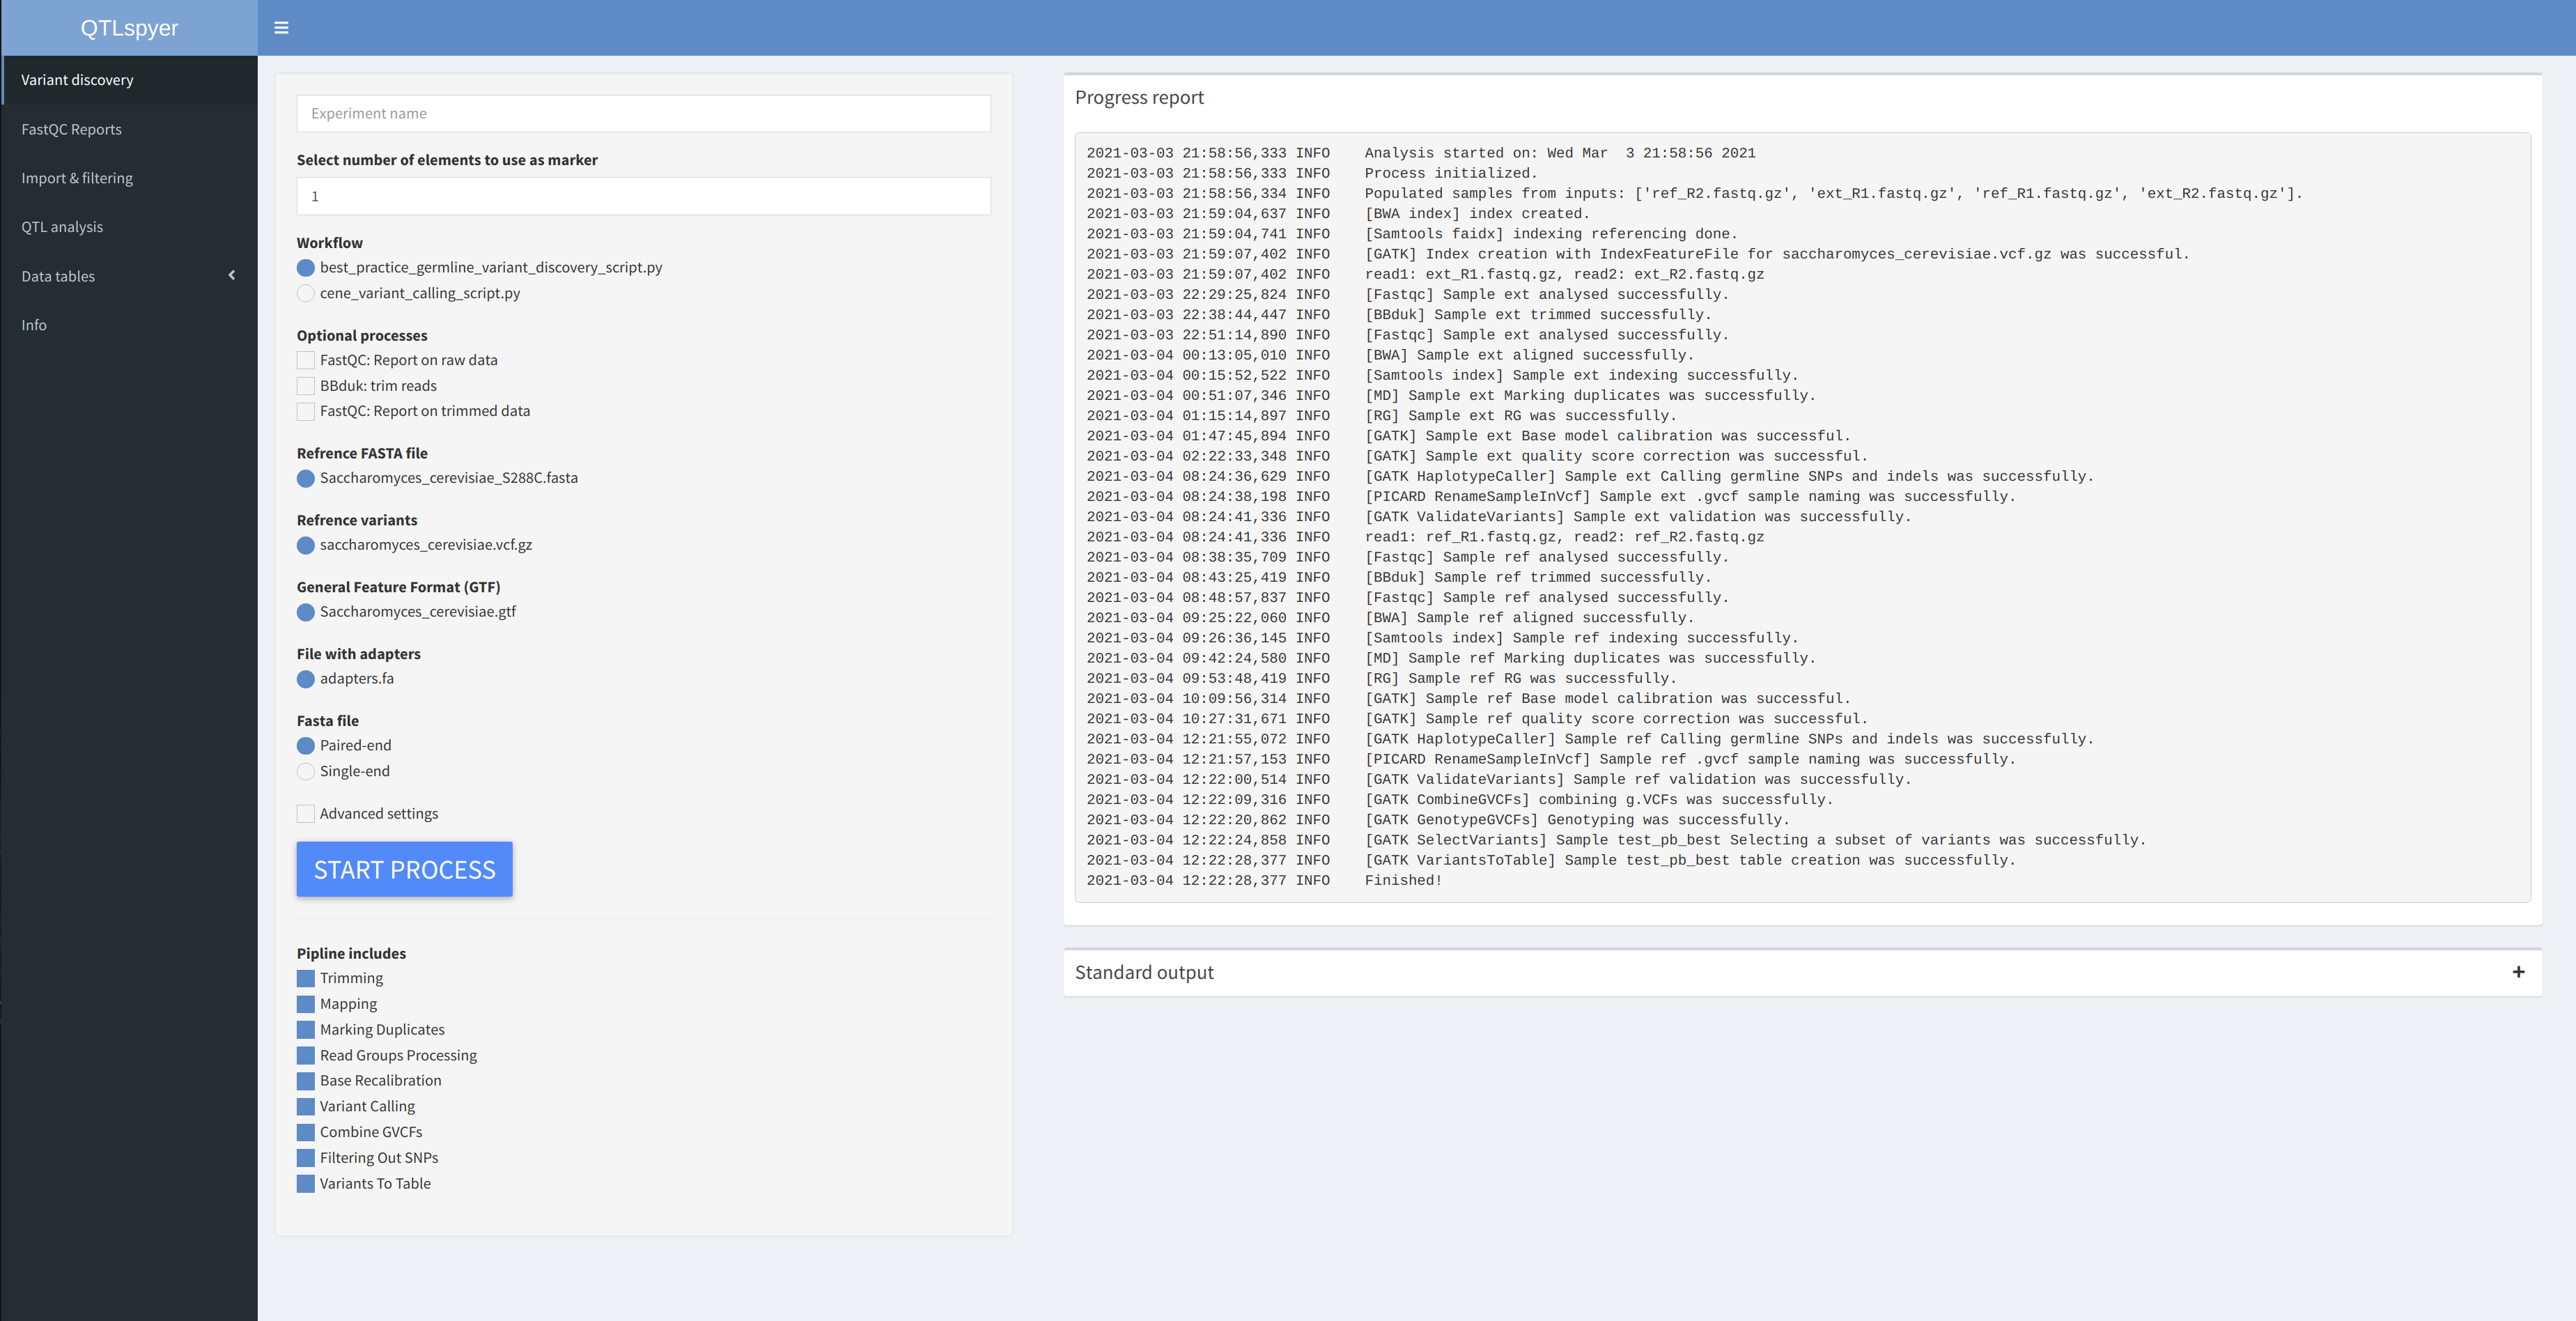 QTLspyer
Variant discovery
FastQC Reports
Import & filtering
QTL analysis
Data tables
Info
Experiment name
Select number of elements to use as marker
1
Workflow
best_practice_germline_variant_discovery_script.py
cene_variant_calling_script.py
Optional processes
FastQC: Report on raw data
BBduk: trim reads
FastQC: Report on trimmed data
Refrence FASTA file
Saccharomyces_cerevisiae_S288C.fasta
Refrence variants
saccharomyces_cerevisiae.vcf.gz
General Feature Format (GTF)
Saccharomyces_cerevisiae.gtf
File with adapters
adapters.fa
Fasta file
Paired-end
Single-end
Advanced settings
START PROCESS
Pipline includes
Trimming
Mapping
Marking Duplicates
Read Groups Processing
Base Recalibration
Variant Calling
Combine GVCFs
Filtering Out SNPs
Variants To Table
Progress report
2021-03-03 21:58:56,333 INFO    Analysis started on: Wed Mar  3 21:58:56 2021
2021-03-03 21:58:56,333 INFO    Process initialized.
2021-03-03 21:58:56,334 INFO    Populated samples from inputs: ['ref_R2.fastq.gz', 'ext_R1.fastq.gz', 'ref_R1.fastq.gz', 'ext_R2.fastq.gz'].
2021-03-03 21:59:04,637 INFO    [BWA index] index created.
2021-03-03 21:59:04,741 INFO    [Samtools faidx] indexing referencing done.
2021-03-03 21:59:07,402 INFO    [GATK] Index creation with IndexFeatureFile for saccharomyces_cerevisiae.vcf.gz was successful.
2021-03-03 21:59:07,402 INFO    read1: ext_R1.fastq.gz, read2: ext_R2.fastq.gz
2021-03-03 22:29:25,824 INFO    [Fastqc] Sample ext analysed successfully.
2021-03-03 22:38:44,447 INFO    [BBduk] Sample ext trimmed successfully.
2021-03-03 22:51:14,890 INFO    [Fastqc] Sample ext analysed successfully.
2021-03-04 00:13:05,010 INFO    [BWA] Sample ext aligned successfully.
2021-03-04 00:15:52,522 INFO    [Samtools index] Sample ext indexing successfully.
2021-03-04 00:51:07,346 INFO    [MD] Sample ext Marking duplicates was successfully.
2021-03-04 01:15:14,897 INFO    [RG] Sample ext RG was successfully.
2021-03-04 01:47:45,894 INFO    [GATK] Sample ext Base model calibration was successful.
2021-03-04 02:22:33,348 INFO    [GATK] Sample ext quality score correction was successful.
2021-03-04 08:24:36,629 INFO    [GATK HaplotypeCaller] Sample ext Calling germline SNPs and indels was successfully.
2021-03-04 08:24:38,198 INFO    [PICARD RenameSampleInVcf] Sample ext .gvcf sample naming was successfully.
2021-03-04 08:24:41,336 INFO    [GATK ValidateVariants] Sample ext validation was successfully.
2021-03-04 08:24:41,336 INFO    read1: ref_R1.fastq.gz, read2: ref_R2.fastq.gz
2021-03-04 08:38:35,709 INFO    [Fastqc] Sample ref analysed successfully.
2021-03-04 08:43:25,419 INFO    [BBduk] Sample ref trimmed successfully.
2021-03-04 08:48:57,837 INFO    [Fastqc] Sample ref analysed successfully.
2021-03-04 09:25:22,060 INFO    [BWA] Sample ref aligned successfully.
2021-03-04 09:26:36,145 INFO    [Samtools index] Sample ref indexing successfully.
2021-03-04 09:42:24,580 INFO    [MD] Sample ref Marking duplicates was successfully.
2021-03-04 09:53:48,419 INFO    [RG] Sample ref RG was successfully.
2021-03-04 10:09:56,314 INFO    [GATK] Sample ref Base model calibration was successful.
2021-03-04 10:27:31,671 INFO    [GATK] Sample ref quality score correction was successful.
2021-03-04 12:21:55,072 INFO    [GATK HaplotypeCaller] Sample ref Calling germline SNPs and indels was successfully.
2021-03-04 12:21:57,153 INFO    [PICARD RenameSampleInVcf] Sample ref .gvcf sample naming was successfully.
2021-03-04 12:22:00,514 INFO    [GATK ValidateVariants] Sample ref validation was successfully.
2021-03-04 12:22:09,316 INFO    [GATK CombineGVCFs] combining g.VCFs was successfully.
2021-03-04 12:22:20,862 INFO    [GATK GenotypeGVCFs] Genotyping was successfully.
2021-03-04 12:22:24,858 INFO    [GATK SelectVariants] Sample test_pb_best Selecting a subset of variants was successfully.
2021-03-04 12:22:28,377 INFO    [GATK VariantsToTable] Sample test_pb_best table creation was successfully.
2021-03-04 12:22:28,377 INFO    Finished!
Standard output